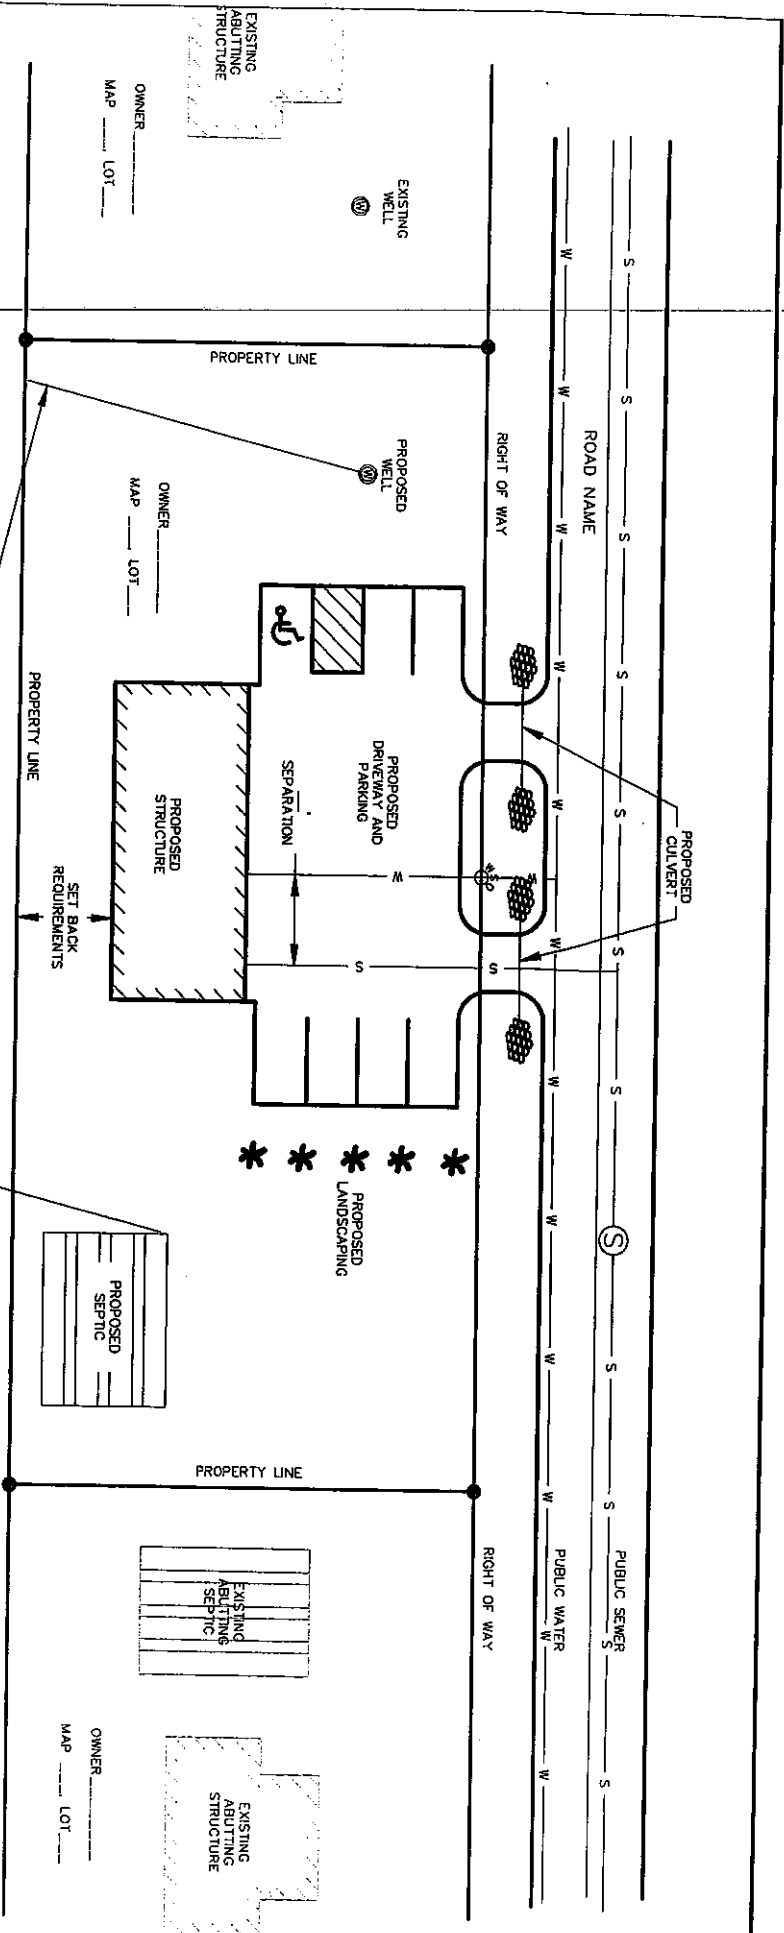 EXISTING
ABUTTING
STRUCTURE
OWNER
MAP LOT
EXISTING
WELL
W
PROPERTY LINE
PROPOSED
WELL
W
OWNER
MAP LOT
RIGHT OF WAY
ROAD NAME
W W W W W W W W W W W W
S S S S S S S S S S S
S
PROPOSED
CULVERT
PROPOSED
DRIVEWAY AND
PARKING
SEPARATION
W
S S
WSO
PROPOSED
STRUCTURE
PROPERTY LINE
SET BACK
REQUIREMENTS
PROPOSED
LANDSCAPING
PROPOSED
SEPTIC
PROPERTY LINE
RIGHT OF WAY
PUBLIC WATER
PUBLIC SEWER
EXISTING
ABUTTING
SEPTIC
OWNER
MAP LOT
EXISTING
ABUTTING
STRUCTURE